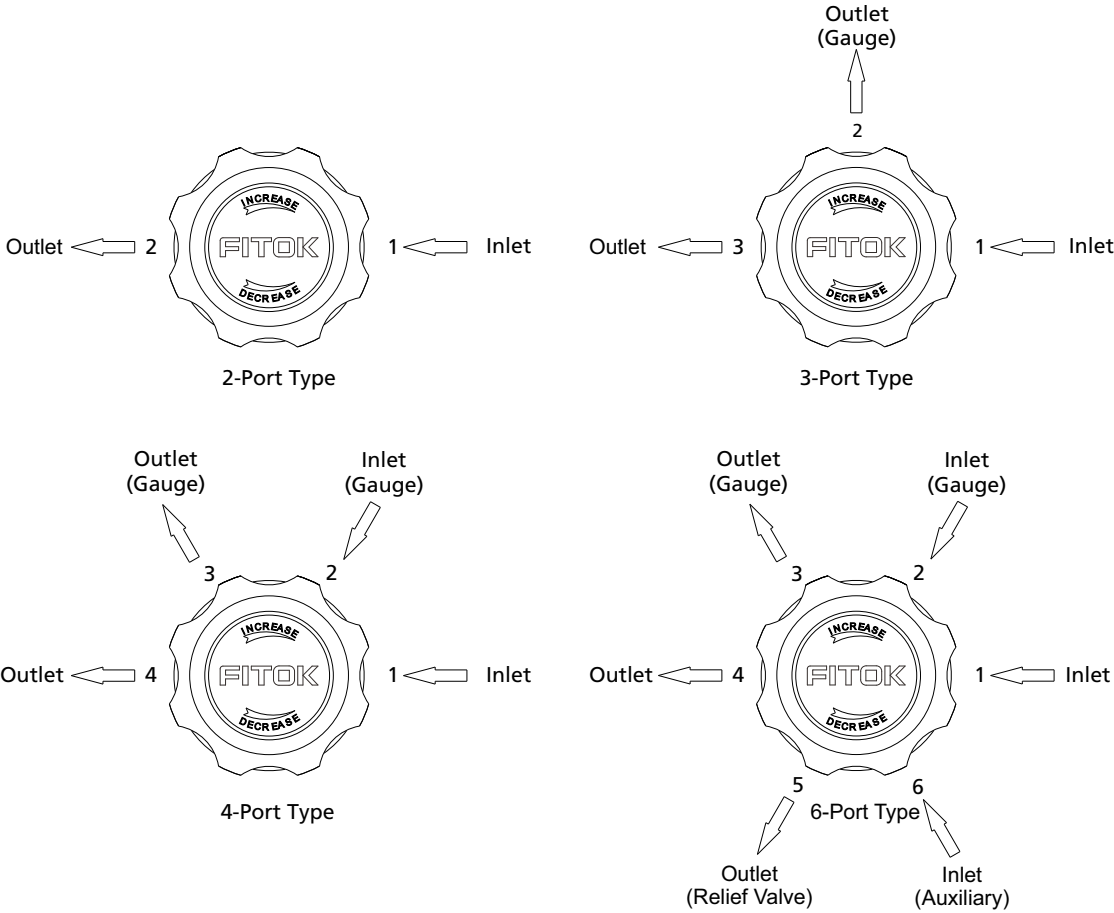 Outlet
(Gauge)
2
INCREASE
FITOK
DECREASE
Outlet
2
1
Inlet
2-Port Type
INCREASE
FITOK
DECREASE
Outlet
3
1
Inlet
3-Port Type
Outlet
(Gauge)
Inlet
(Gauge)
3
2
INCREASE
FITOK
DECREASE
Outlet
4
1
Inlet
4-Port Type
Outlet
(Gauge)
Inlet
(Gauge)
3
2
INCREASE
FITOK
DECREASE
Outlet
4
1
Inlet
5
6
6-Port Type
Outlet
(Relief Valve)
Inlet
(Auxiliary)